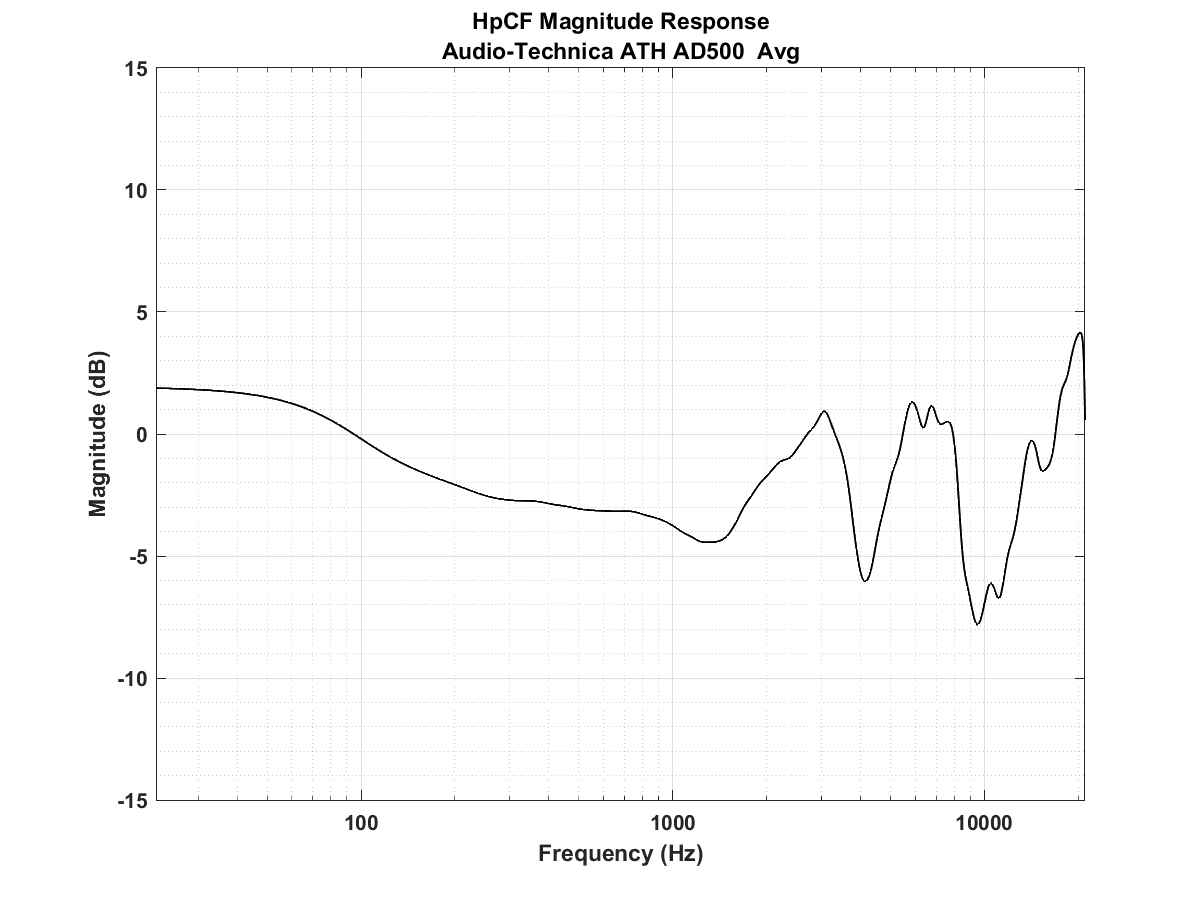 HpCF Magnitude Response
Audio-Technica ATH AD500  Avg
15
10
5
0
-5
-10
-15
Magnitude (dB)
100
1000
10000
Frequency (Hz)